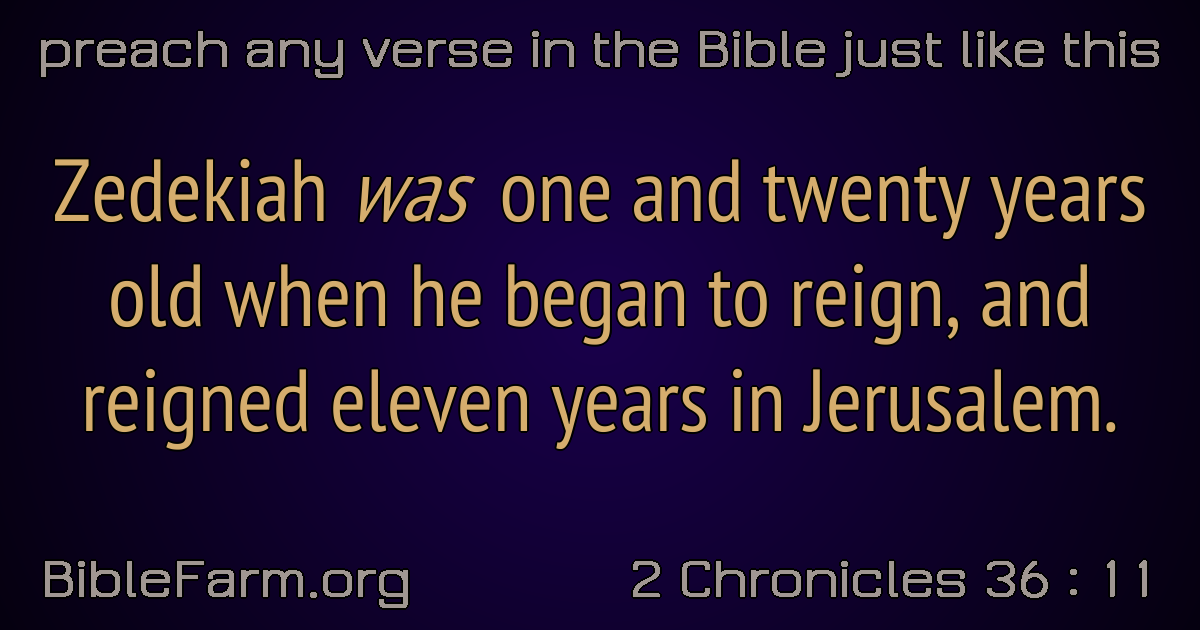 preach any verse in the Bible just like this
Zedekiah was one and twenty years
old when he began to reign, and
reigned eleven years in Jerusalem.
BibleFarm.org
2 Chronicles 36 : 11